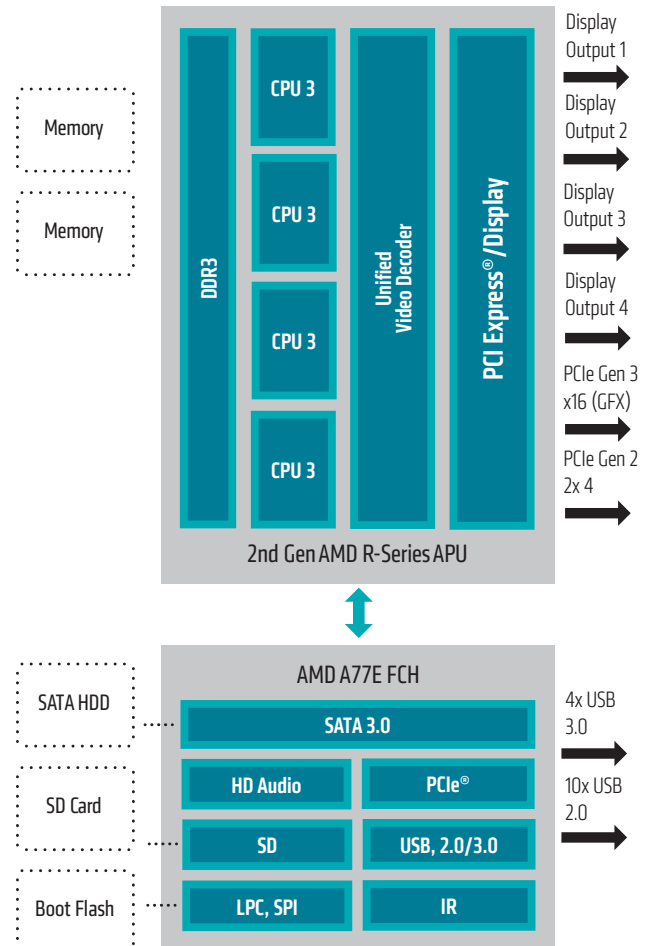 Memory
Memory
DDR3
CPU 3
CPU 3
CPU 3
CPU 3
Unified
Video Decoder
PCI Express®/Display
Display
Output 1
Display
Output 2
Display
Output 3
Display
Output 4
PCIe Gen 3
x16 (GFX)
PCIe Gen 2
2x 4
2nd Gen AMD R-Series APU
AMD A77E FCH
SATA HDD
SD Card
Boot Flash
SATA 3.0
HD Audio
PCIe®
SD
USB, 2.0/3.0
LPC, SPI
IR
4x USB
3.0
10x USB
2.0